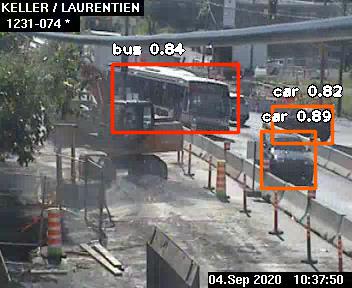 KELLER / LAURENTIEN
1231-074 *
bus 0.84
car 0.82
car 0.89
04.Sep 2020 10:37:50